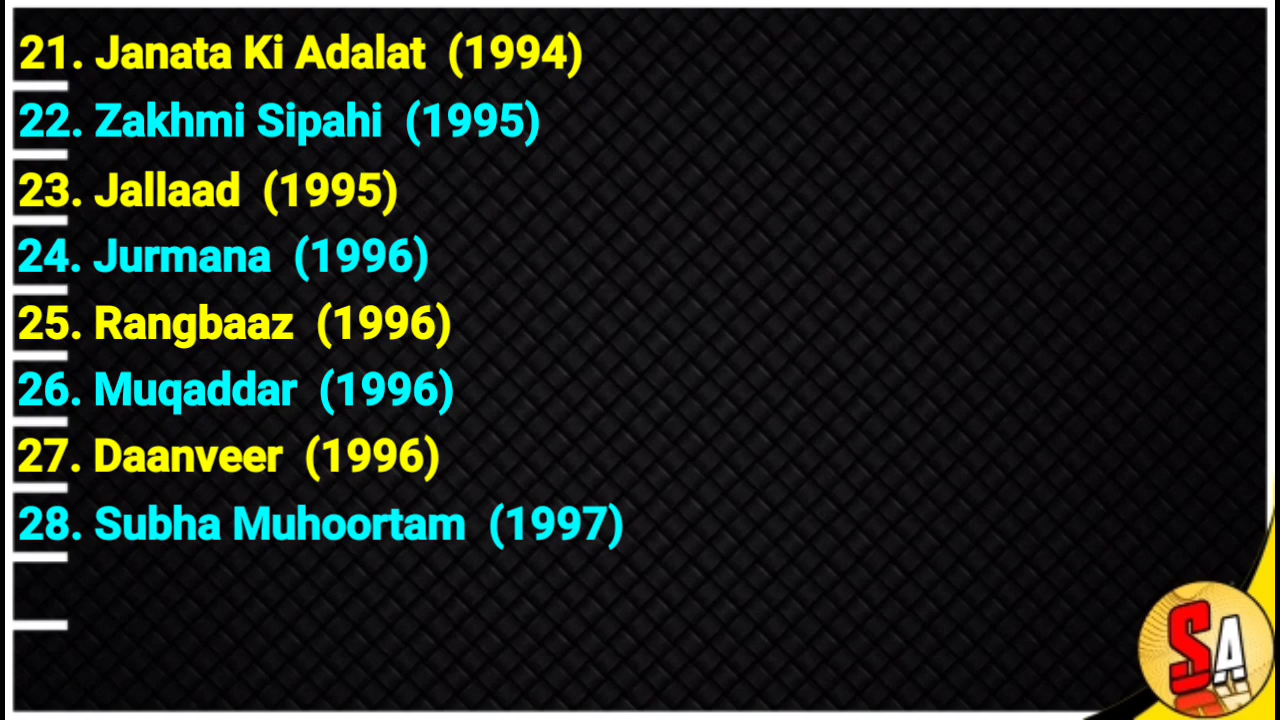 21. Janata Ki Adalat (1994)
22. Zakhmi Sipahi (1995)
23. Jallaad (1995)
24. Jurmana (1996)
25. Rangbaaz (1996)
26. Muqaddar (1996)
27. Daanveer (1996)
28. Subha Muhoortam (1997)
SA